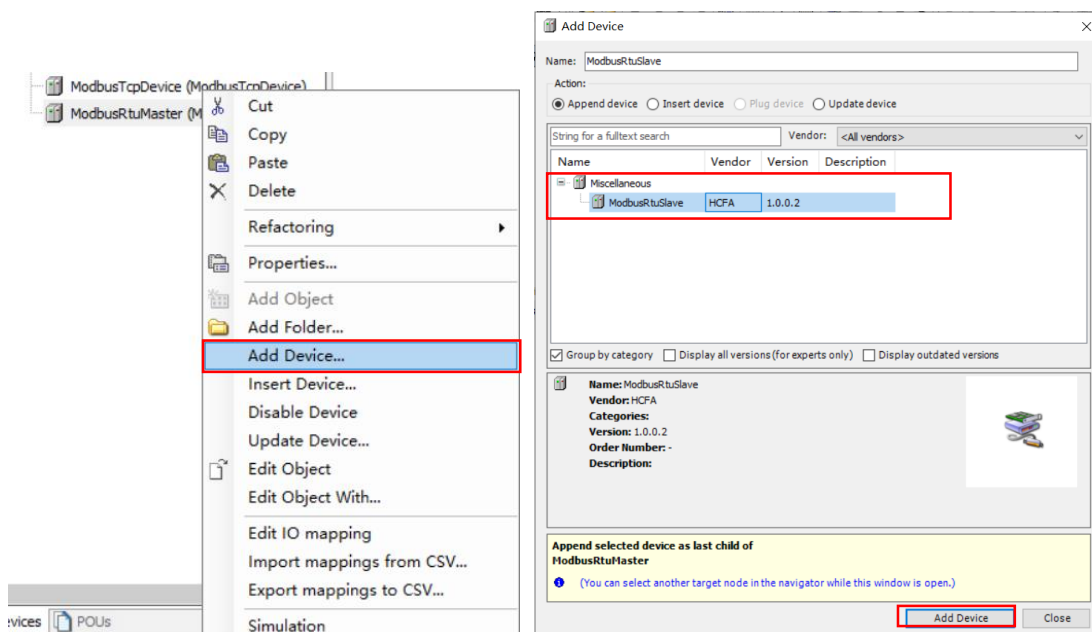 ModbusTcpDevice (ModbusTcpDevice)
ModbusRtuMaster (M
Cut
Copy
Paste
Delete
Refactoring
Properties...
Add Object
Add Folder...
Add Device...
Insert Device...
Disable Device
Update Device...
Edit Object
Edit Object With...
Edit IO mapping
Import mappings from CSV...
Export mappings to CSV...
Simulation
evices POUs
Add Device
Name: ModbusRtuSlave
Action:
Append device Insert device Plug device Update device
String for a fulltext search Vendor: <All vendors>
Name Vendor Version Description
Miscellaneous
ModbusRtuSlave HCFA 1.0.0.2
Group by category Display all versions (for experts only) Display outdated versions
Name: ModbusRtuSlave
Vendor: HCFA
Categories:
Version: 1.0.0.2
Order Number: -
Description:
Append selected device as last child of
ModbusRtuMaster
(You can select another target node in the navigator while this window is open.)
Add Device Close